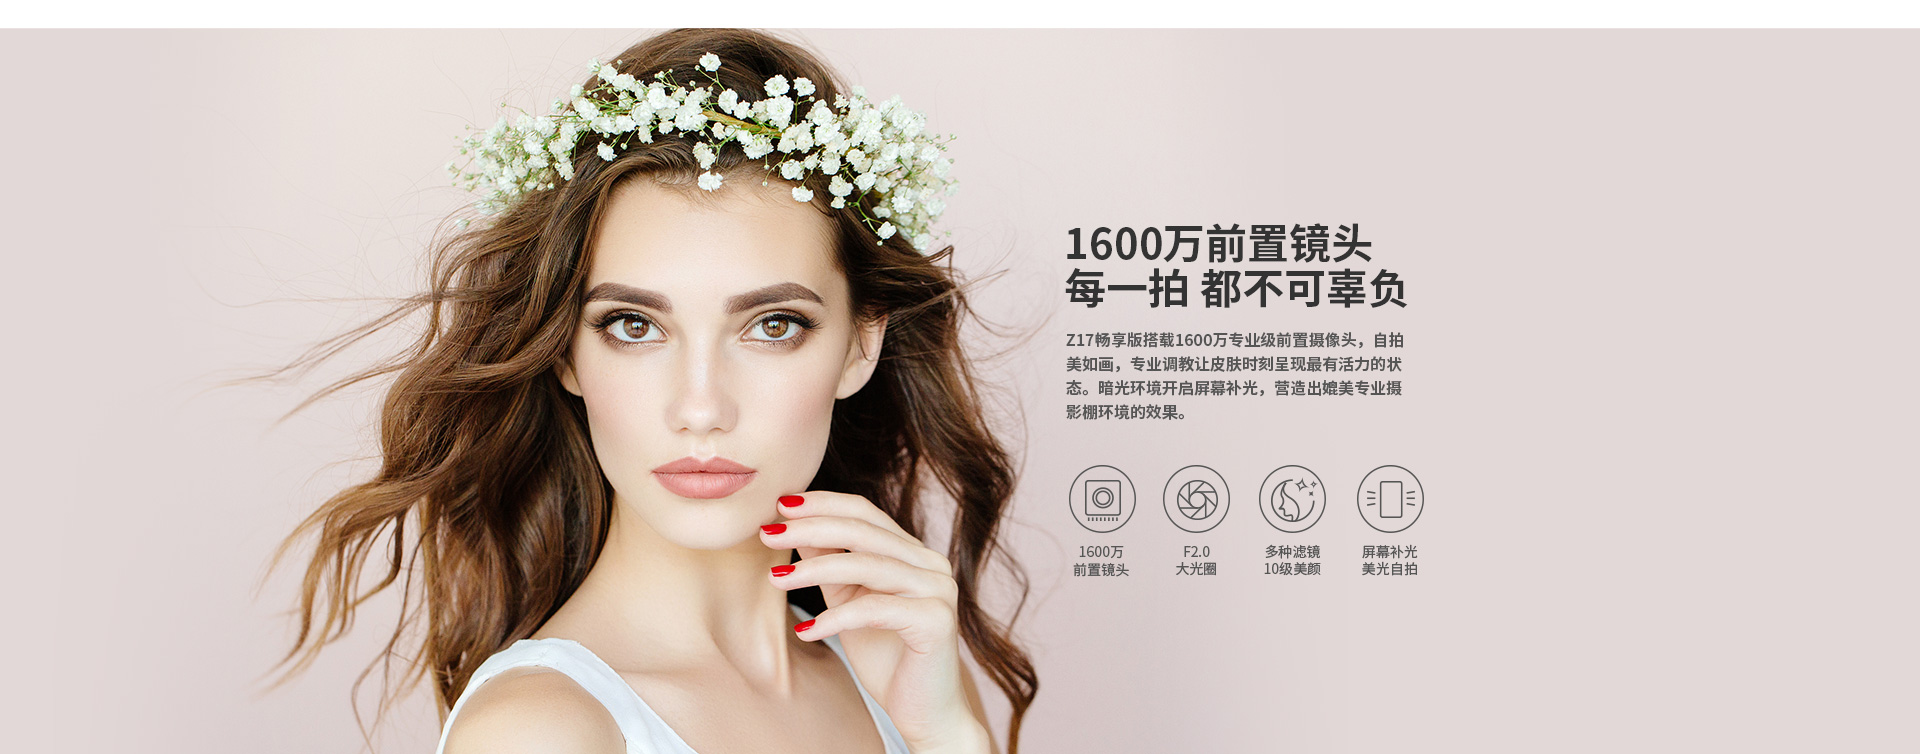 1600万前置镜头
每一拍 都不可辜负
Z17畅享版搭载1600万专业级前置摄像头，自拍
美如画，专业调教让皮肤时刻呈现最有活力的状
态。暗光环境开启屏幕补光，营造出媲美专业摄
影棚环境的效果。
1600万
前置镜头
F2.0
大光圈
多种滤镜
10级美颜
屏幕补光
美光自拍